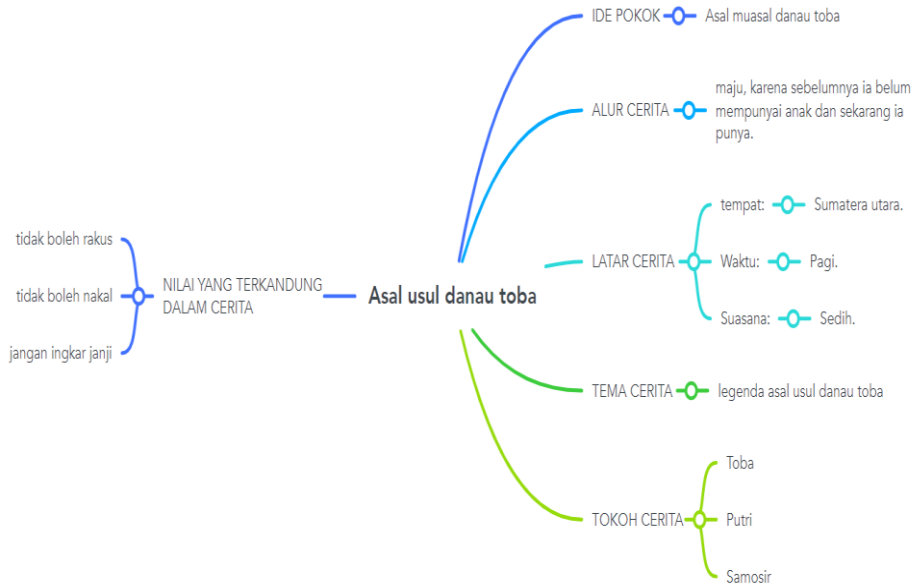 Asal usul danau toba
IDE POKOK
Asal muasal danau toba
ALUR CERITA
maju, karena sebelumnya ia belum
mempunyai anak dan sekarang ia
punya.
LATAR CERITA
tempat:
Sumatera utara.
Waktu:
Pagi.
Suasana:
Sedih.
TEMA CERITA
legenda asal usul danau toba
TOKOH CERITA
Toba
Putri
Samosir
NILAI YANG TERKANDUNG
DALAM CERITA
tidak boleh rakus
tidak boleh nakal
jangan ingkar janji